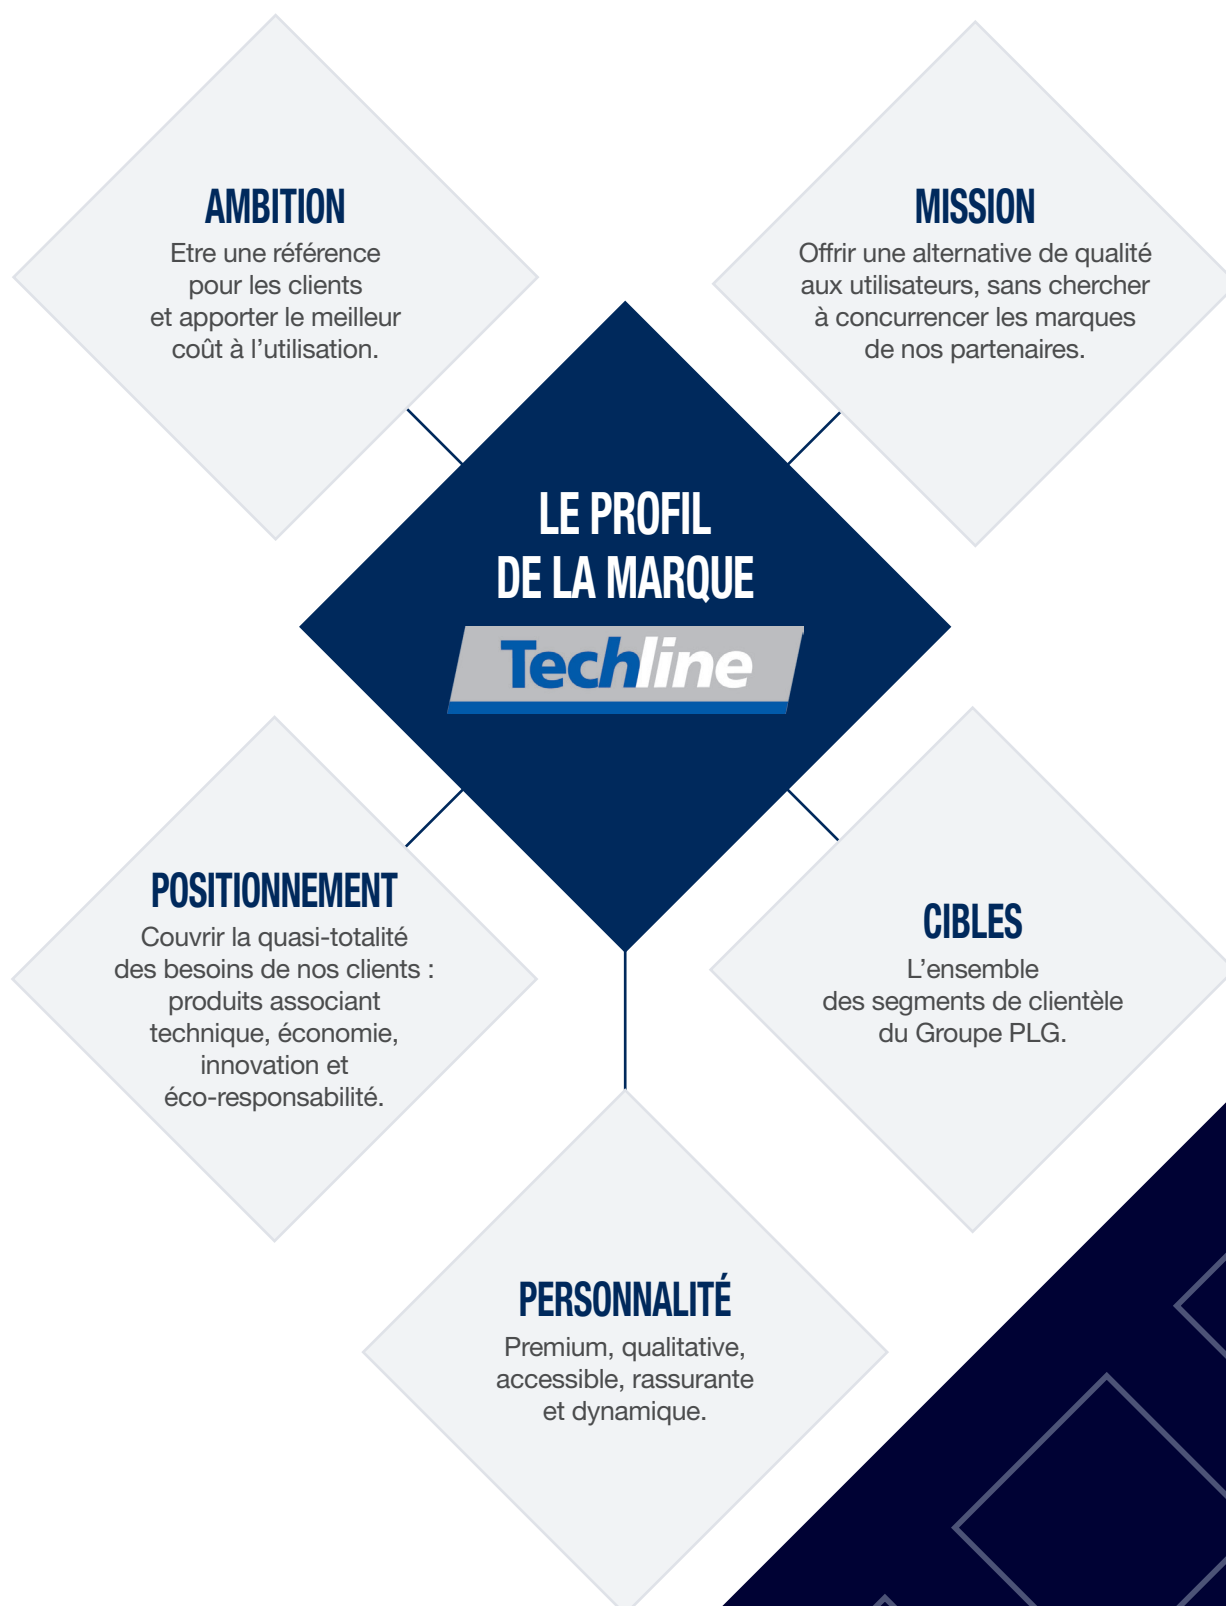 AMBITION
Etre une référence
pour les clients
et apporter le meilleur
coût à l’utilisation.
MISSION
Offrir une alternative de qualité
aux utilisateurs, sans chercher
à concurrencer les marques
de nos partenaires.
LE PROFIL
DE LA MARQUE
Techline
POSITIONNEMENT
Couvrir la quasi-totalité
des besoins de nos clients :
produits associant
technique, économie,
innovation et
éco-responsabilité.
CIBLES
L’ensemble
des segments de clientèle
du Groupe PLG.
PERSONNALITÉ
Premium, qualitative,
accessible, rassurante
et dynamique.